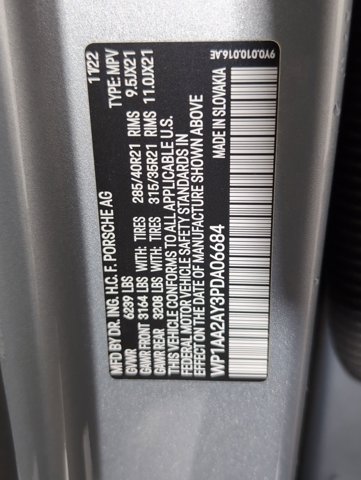 MFD BY DR. ING. H.C. F. PORSCHE AG 11/22
GVWR 6239 LBS TYPE: MPV
GAWR FRONT 3164 LBS WITH: TIRES 285/40R21 RIMS 9.5JX21
GAWR REAR 3208 LBS WITH: TIRES 315/35R21 RIMS 11.0JX21
THIS VEHICLE CONFORMS TO ALL APPLICABLE U.S.
FEDERAL MOTOR VEHICLE SAFETY STANDARDS IN
EFFECT ON THE DATE OF MANUFACTURE SHOWN ABOVE
WP1AA2AY3PDA06684 MADE IN SLOVAKIA
9Y0.010.016.AE